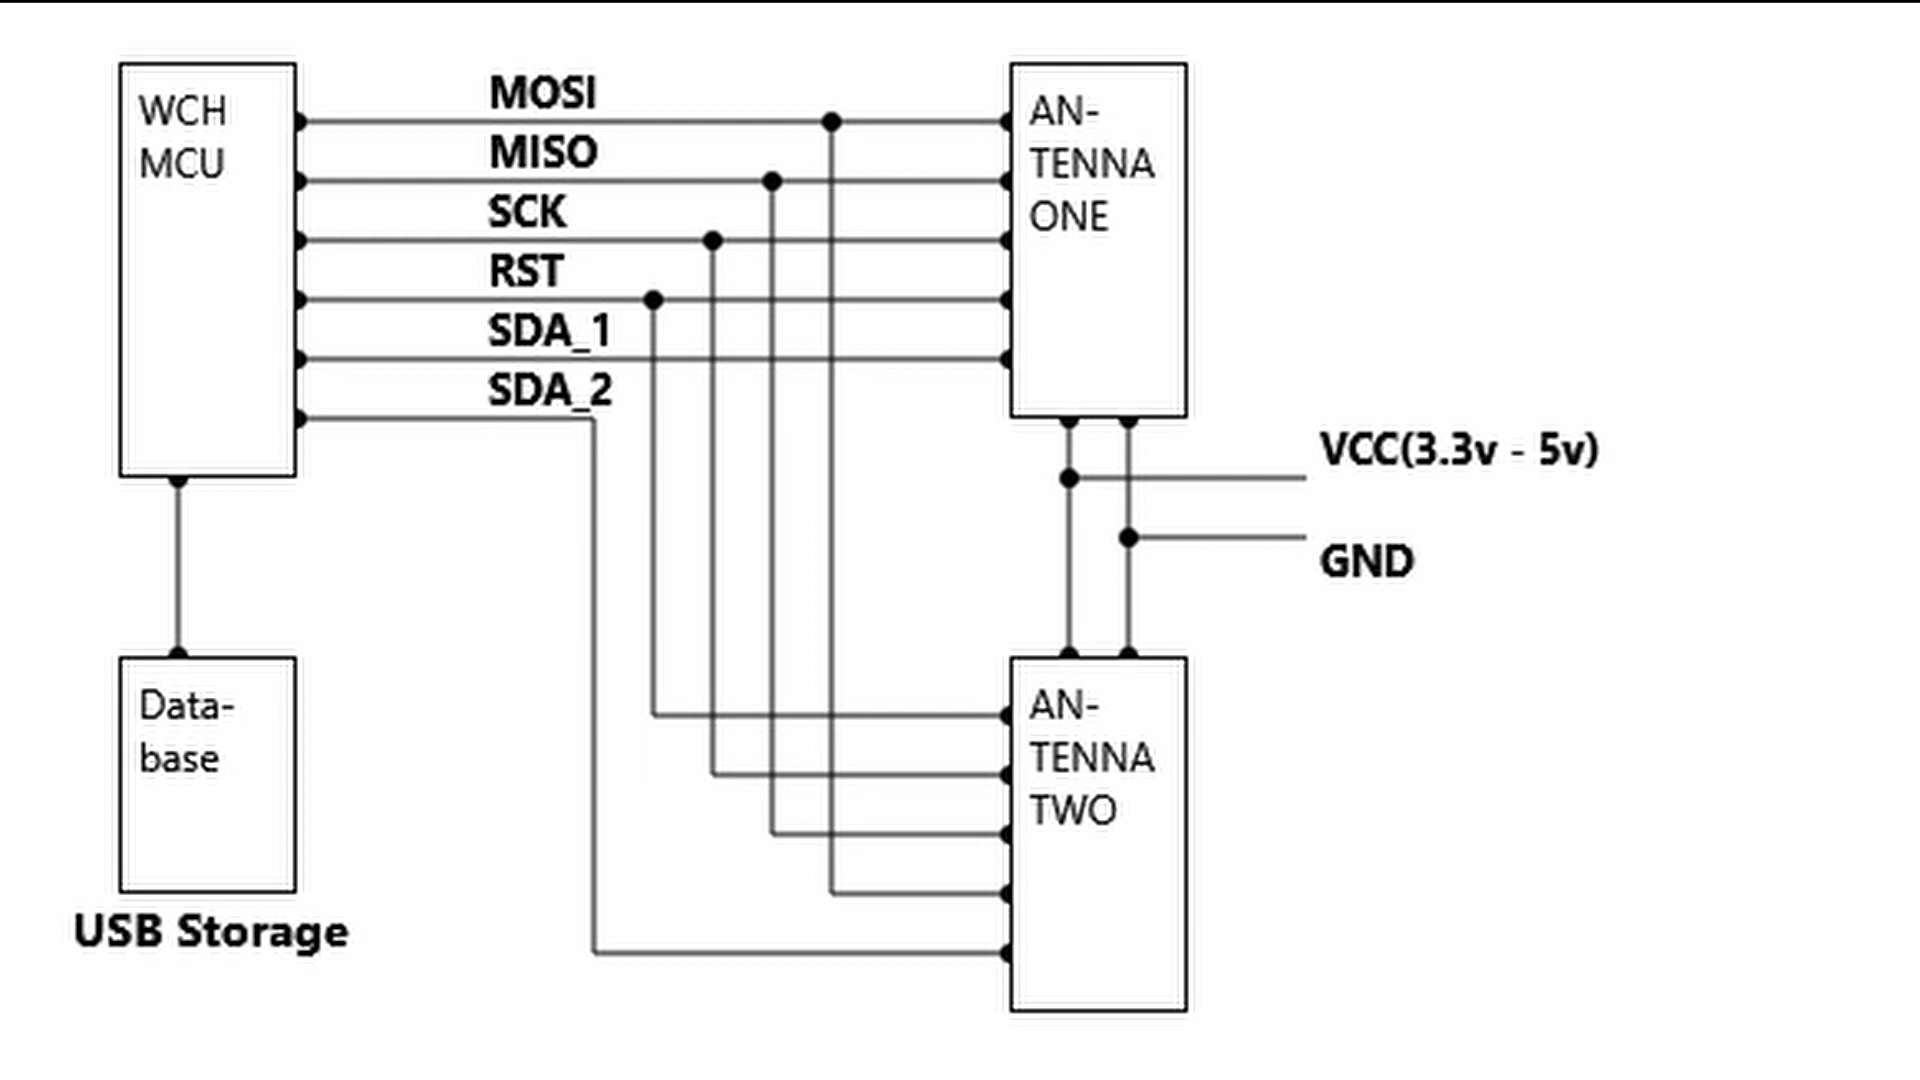 WCH
MCU
MOSI
MISO
SCK
RST
SDA_1
SDA_2
AN-
TENNA
ONE
VCC(3.3v - 5v)
GND
Data-
base
USB Storage
AN-
TENNA
TWO